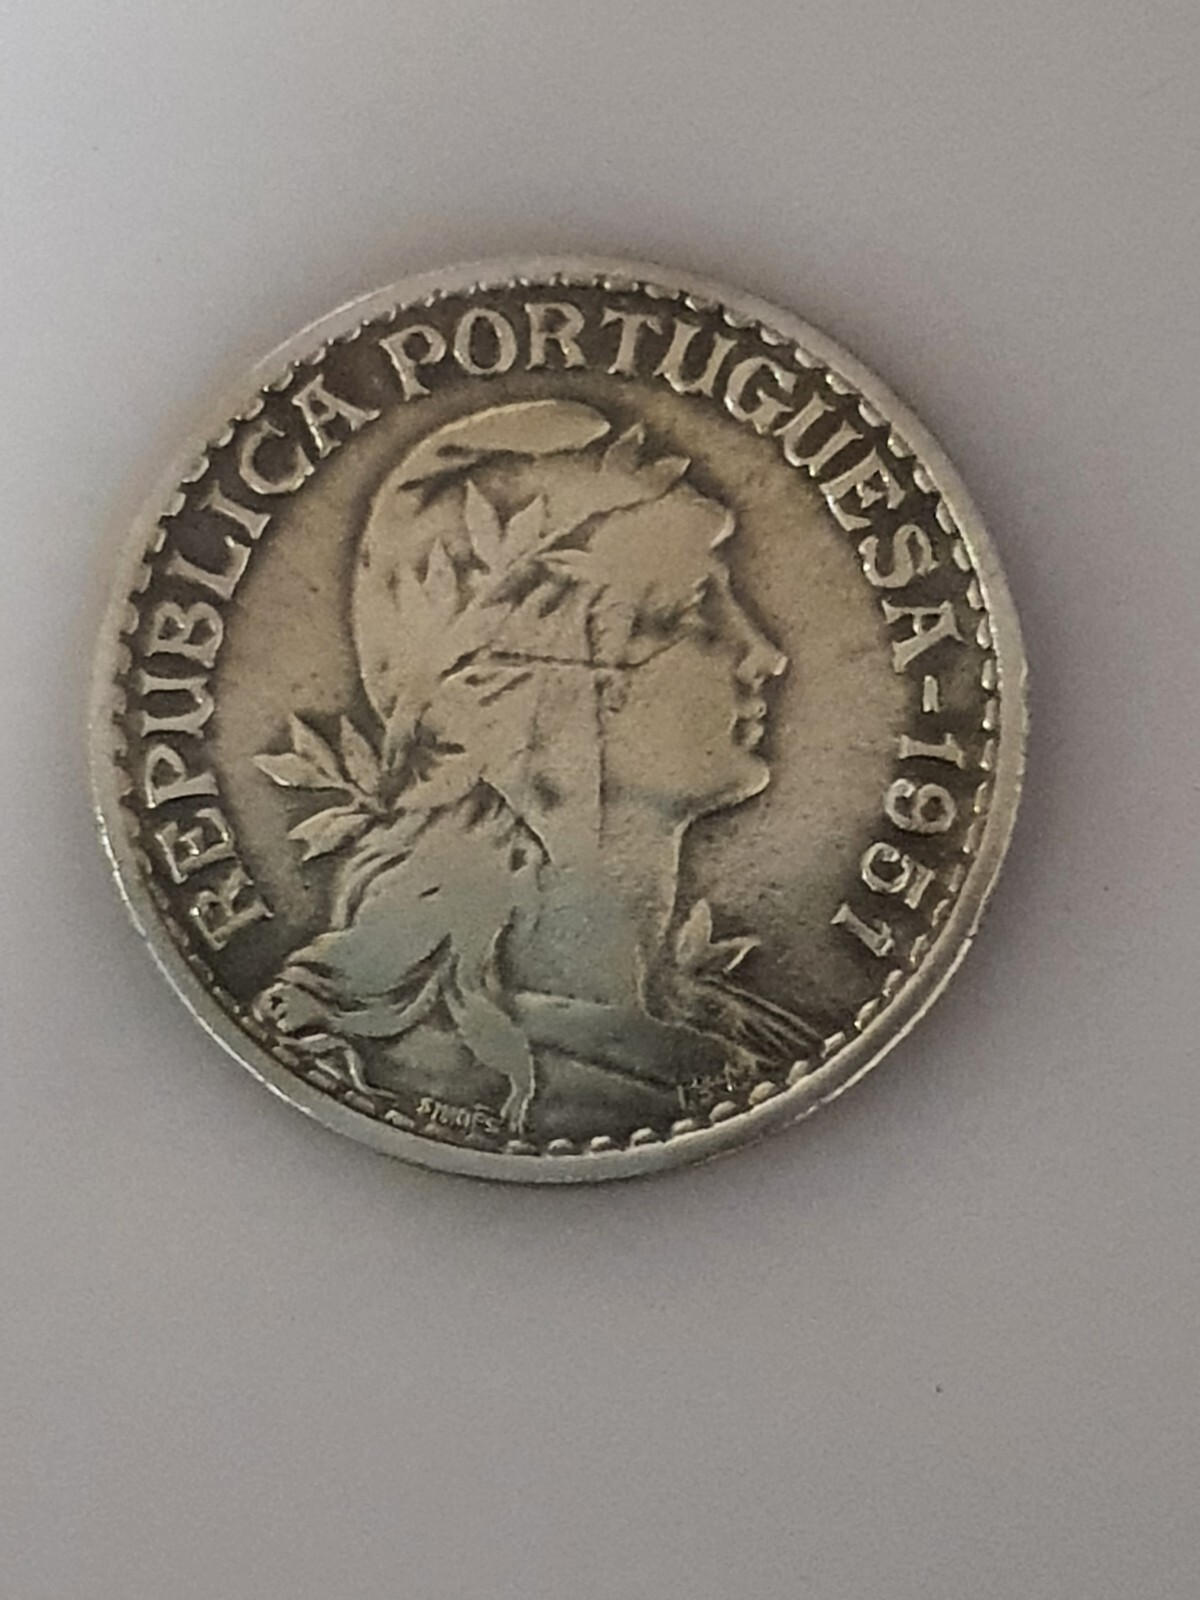 REPUBLICA PORTUGUESA - 1951
SIMÕES